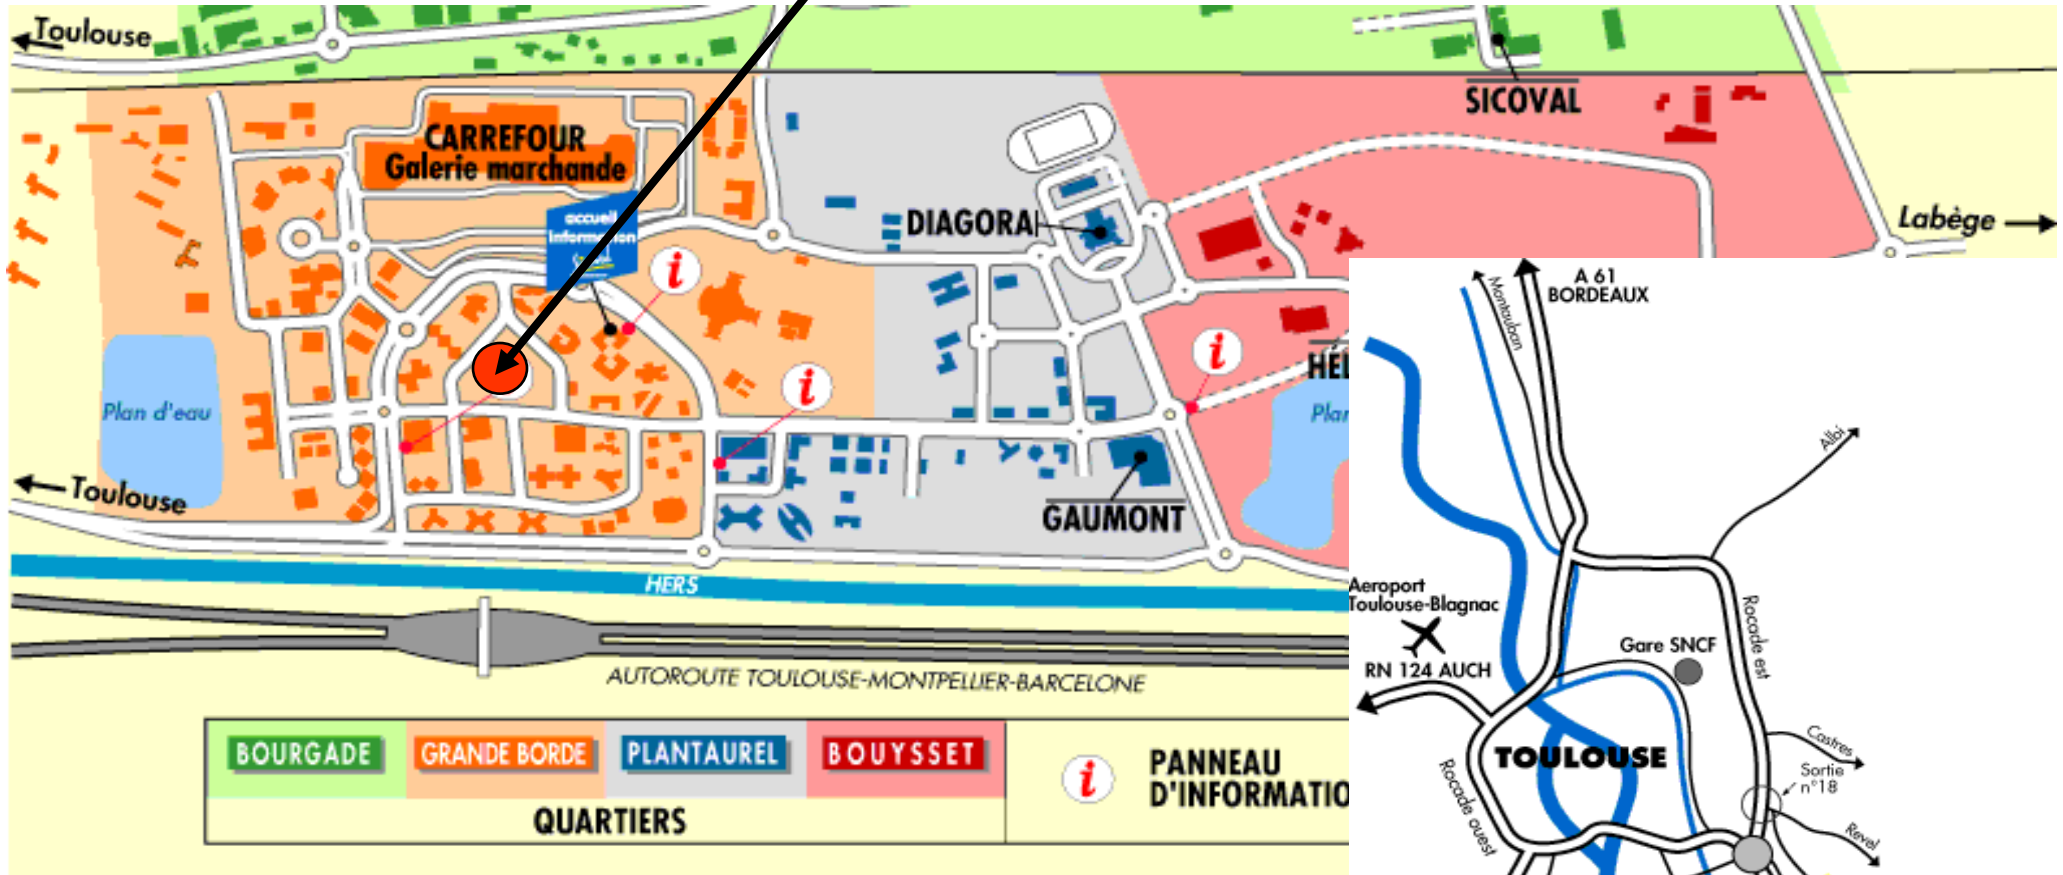 Toulouse
SICOVAL
CARREFOUR
Galerie marchande
accueil
information
i
DIAGORA
Labège
i
i
i
HÉL
Plan d'eau
Plan
Toulouse
GAUMONT
HERS
AUTOROUTE TOULOUSE-MONTPELLIER-BARCELONE
BOURGADE
GRANDE BORDE
PLANTAUREL
BOUYSSET
QUARTIERS
i
PANNEAU
D'INFORMATIO
A 61
BORDEAUX
Montauban
Albi
Aeroport
Toulouse-Blagnac
RN 124 AUCH
Gare SNCF
Rocade est
TOULOUSE
Castres
Sortie
n°18
Rocade ouest
Revel